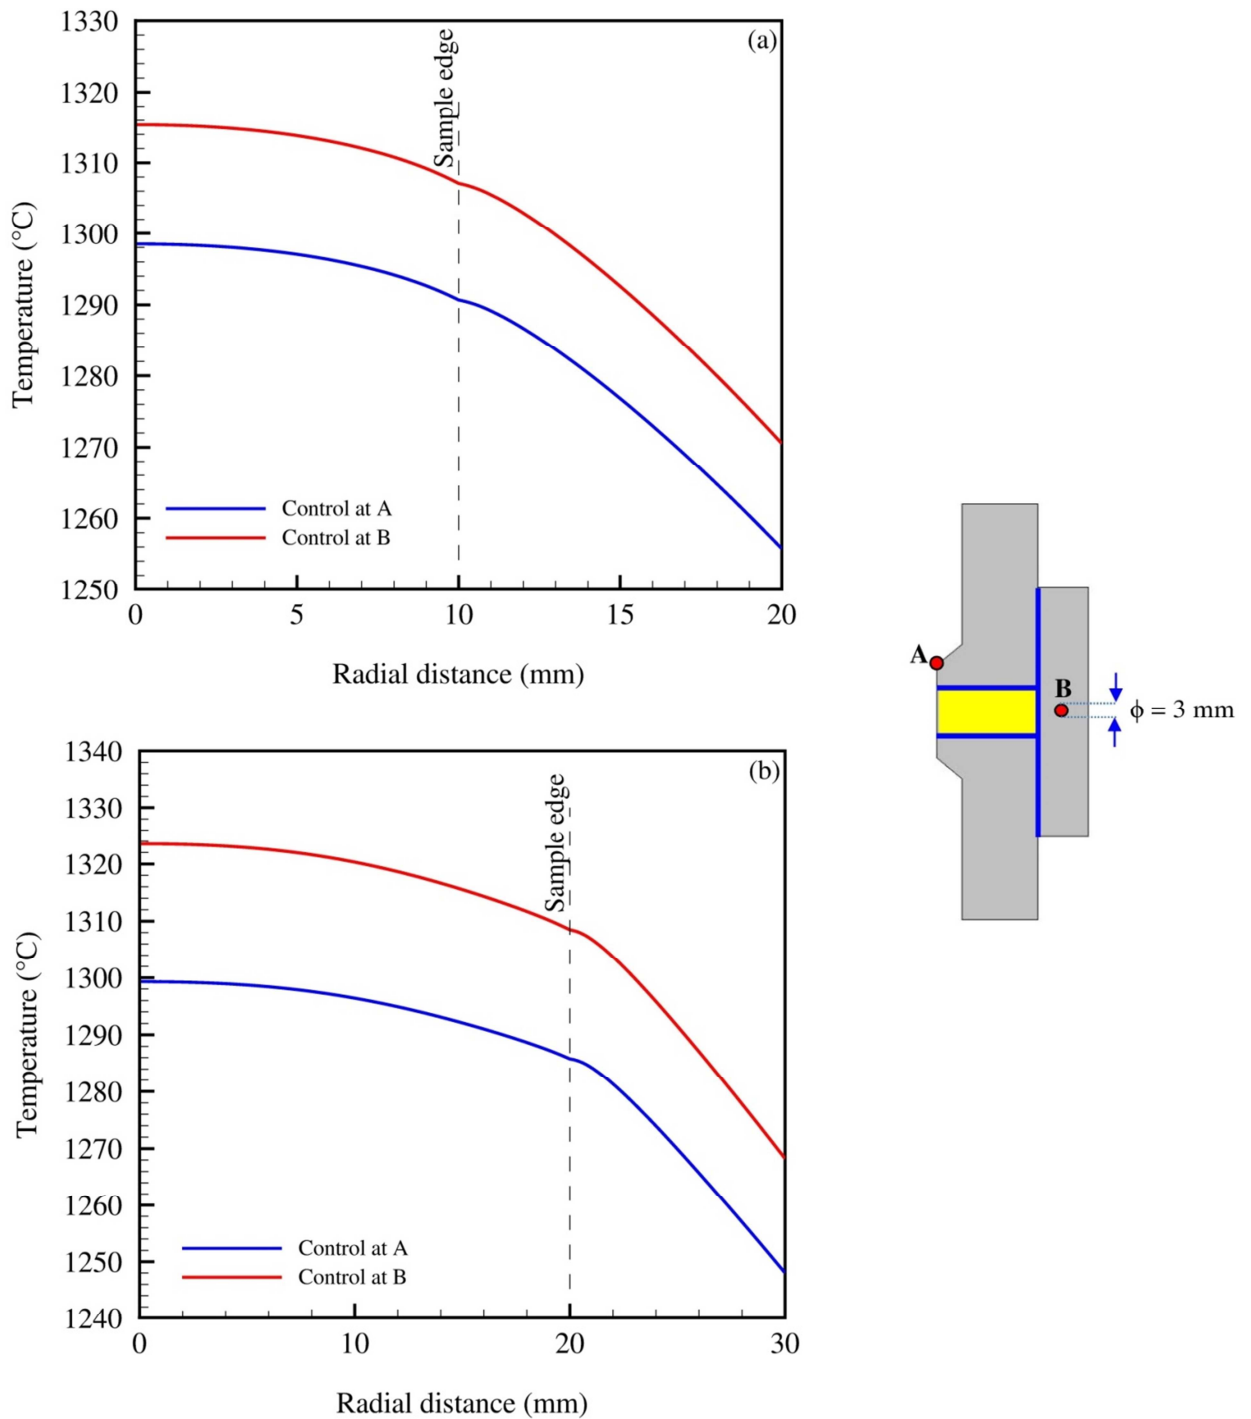 (a)
1330
1320
1310
1300
1290
1280
1270
1260
1250
Temperature (°C)
Sample edge
Control at A
Control at B
0 5 10 15 20
Radial distance (mm)
(b)
1340
1330
1320
1310
1300
1290
1280
1270
1260
1250
1240
Temperature (°C)
Sample edge
Control at A
Control at B
0 10 20 30
Radial distance (mm)
A
B
ϕ = 3 mm